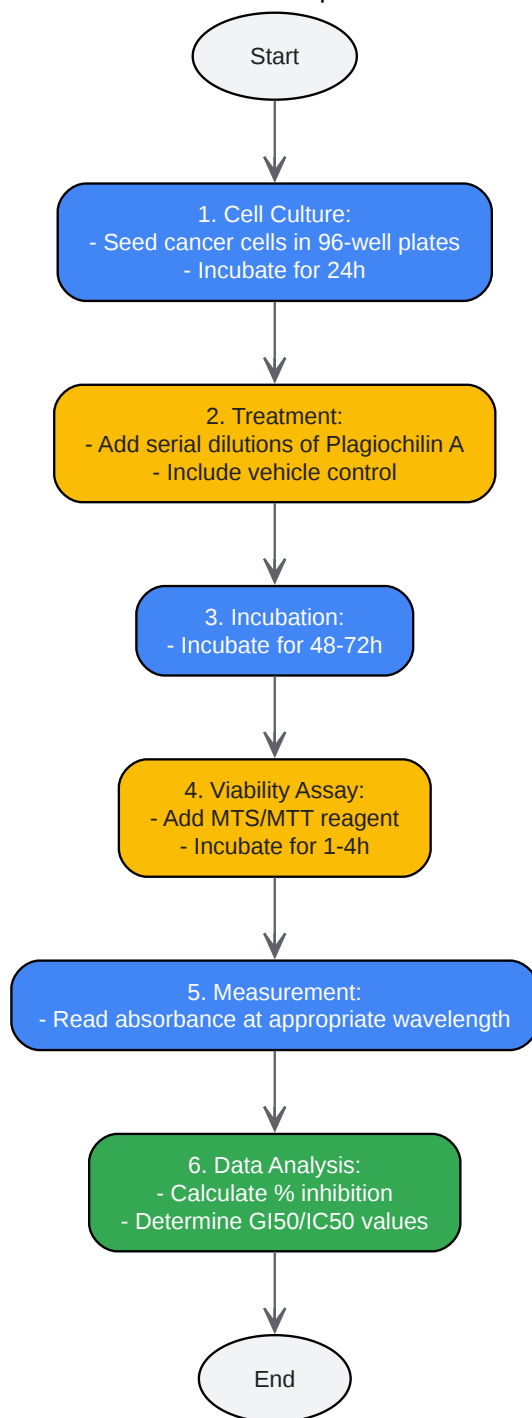 Start
1. Cell Culture:
- Seed cancer cells in 96-well plates
- Incubate for 24h
2. Treatment:
- Add serial dilutions of Plagiochilin A
- Include vehicle control
3. Incubation:
- Incubate for 48-72h
4. Viability Assay:
- Add MTS/MTT reagent
- Incubate for 1-4h
5. Measurement:
- Read absorbance at appropriate wavelength
6. Data Analysis:
- Calculate % inhibition
- Determine GI50/IC50 values
End